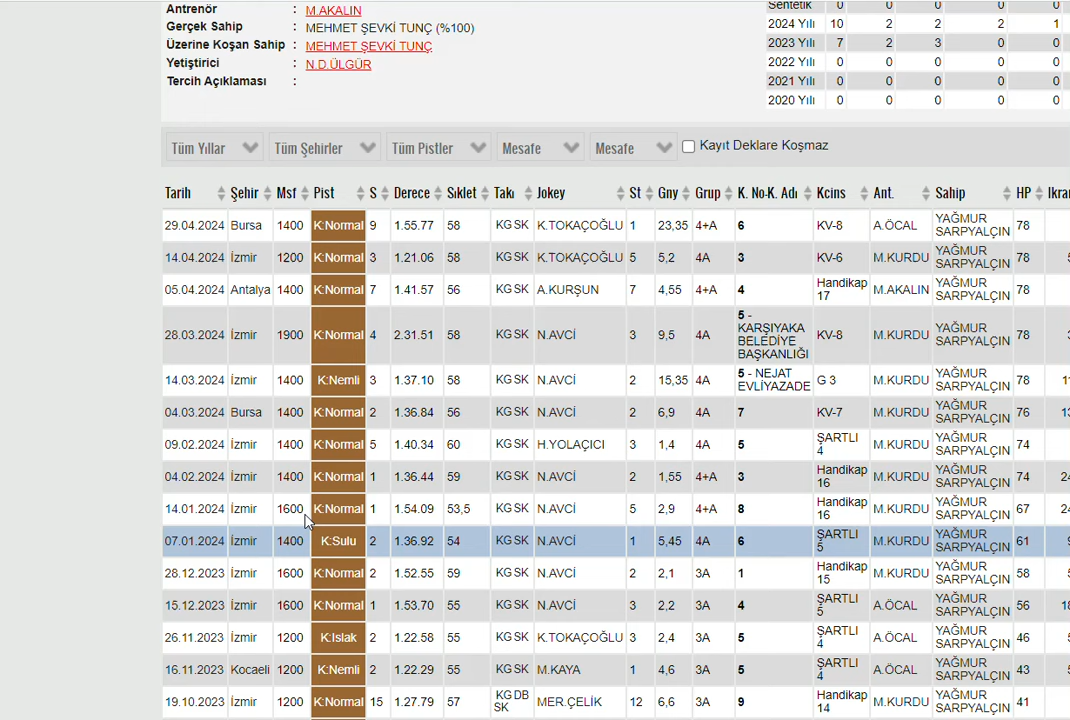 Antrenör : M.AKALIN
Gerçek Sahip : MEHMET ŞEVKİ TUNÇ (%100)
Üzerine Koşan Sahip : MEHMET ŞEVKİ TUNÇ
Yetiştirici : N.D.ÜLGÜR
Tercih Açıklaması :
Sentetik 0 0 0 0 0
2024 Yılı 10 2 2 2 1
2023 Yılı 7 2 3 0 0
2022 Yılı 0 0 0 0 0
2021 Yılı 0 0 0 0 0
2020 Yılı 0 0 0 0 0
Tüm Yıllar Tüm Şehirler Tüm Pistler Mesafe Mesafe Kayıt Deklare Koşmaz
Tarih Şehir Msf Pist S Derece Sıklet Takı Jokey St Gny Grup K. No-K. Adı Kcins Ant. Sahip HP
29.04.2024 Bursa 1400 K:Normal 9 1.55.77 58 KG SK K.TOKAÇOĞLU 1 23,35 4+A 6 KV-8 A.ÖCAL YAĞMUR SARPYALÇIN 78
14.04.2024 İzmir 1200 K:Normal 3 1.21.06 58 KG SK K.TOKAÇOĞLU 5 5,2 4A 3 KV-6 M.KURDU YAĞMUR SARPYALÇIN 78
05.04.2024 Antalya 1400 K:Normal 7 1.41.57 56 KG SK A.KURŞUN 7 4,55 4+A 4 Handikap 17 M.AKALIN YAĞMUR SARPYALÇIN 78
28.03.2024 İzmir 1900 K:Normal 4 2.31.51 58 KG SK N.AVCİ 3 9,5 4A 5 - KARŞIYAKA BELEDİYE BAŞKANLIĞI KV-8 M.KURDU YAĞMUR SARPYALÇIN 78
14.03.2024 İzmir 1400 K:Nemli 3 1.37.10 58 KG SK N.AVCİ 2 15,35 4A 5 - NEJAT EVLİYAZADE G 3 M.KURDU YAĞMUR SARPYALÇIN 78
04.03.2024 Bursa 1400 K:Normal 2 1.36.84 56 KG SK N.AVCİ 2 6,9 4A 7 KV-7 M.KURDU YAĞMUR SARPYALÇIN 76
09.02.2024 İzmir 1400 K:Normal 5 1.40.34 60 KG SK H.YOLAÇICI 3 1,4 4A 5 ŞARTLI 4 M.KURDU YAĞMUR SARPYALÇIN 74
04.02.2024 İzmir 1400 K:Normal 1 1.36.44 59 KG SK N.AVCİ 2 1,55 4+A 3 Handikap 16 M.KURDU YAĞMUR SARPYALÇIN 74
14.01.2024 İzmir 1600 K:Normal 1 1.54.09 53,5 KG SK N.AVCİ 5 2,9 4+A 8 Handikap 16 M.KURDU YAĞMUR SARPYALÇIN 67
07.01.2024 İzmir 1400 K:Sulu 2 1.36.92 54 KG SK N.AVCİ 1 5,45 4A 6 ŞARTLI 5 M.KURDU YAĞMUR SARPYALÇIN 61
28.12.2023 İzmir 1600 K:Normal 2 1.52.55 59 KG SK N.AVCİ 2 2,1 3A 1 Handikap 15 M.KURDU YAĞMUR SARPYALÇIN 58
15.12.2023 İzmir 1600 K:Normal 1 1.53.70 55 KG SK N.AVCİ 3 2,2 3A 4 ŞARTLI 5 A.ÖCAL YAĞMUR SARPYALÇIN 56
26.11.2023 İzmir 1200 K:Islak 2 1.22.58 55 KG SK K.TOKAÇOĞLU 3 2,4 3A 5 ŞARTLI 4 A.ÖCAL YAĞMUR SARPYALÇIN 46
16.11.2023 Kocaeli 1200 K:Nemli 2 1.22.29 55 KG SK M.KAYA 1 4,6 3A 5 ŞARTLI 4 A.ÖCAL YAĞMUR SARPYALÇIN 43
19.10.2023 İzmir 1200 K:Normal 15 1.27.79 57 KG DB SK MER.ÇELİK 12 6,6 3A 9 Handikap 14 M.KURDU YAĞMUR SARPYALÇIN 41